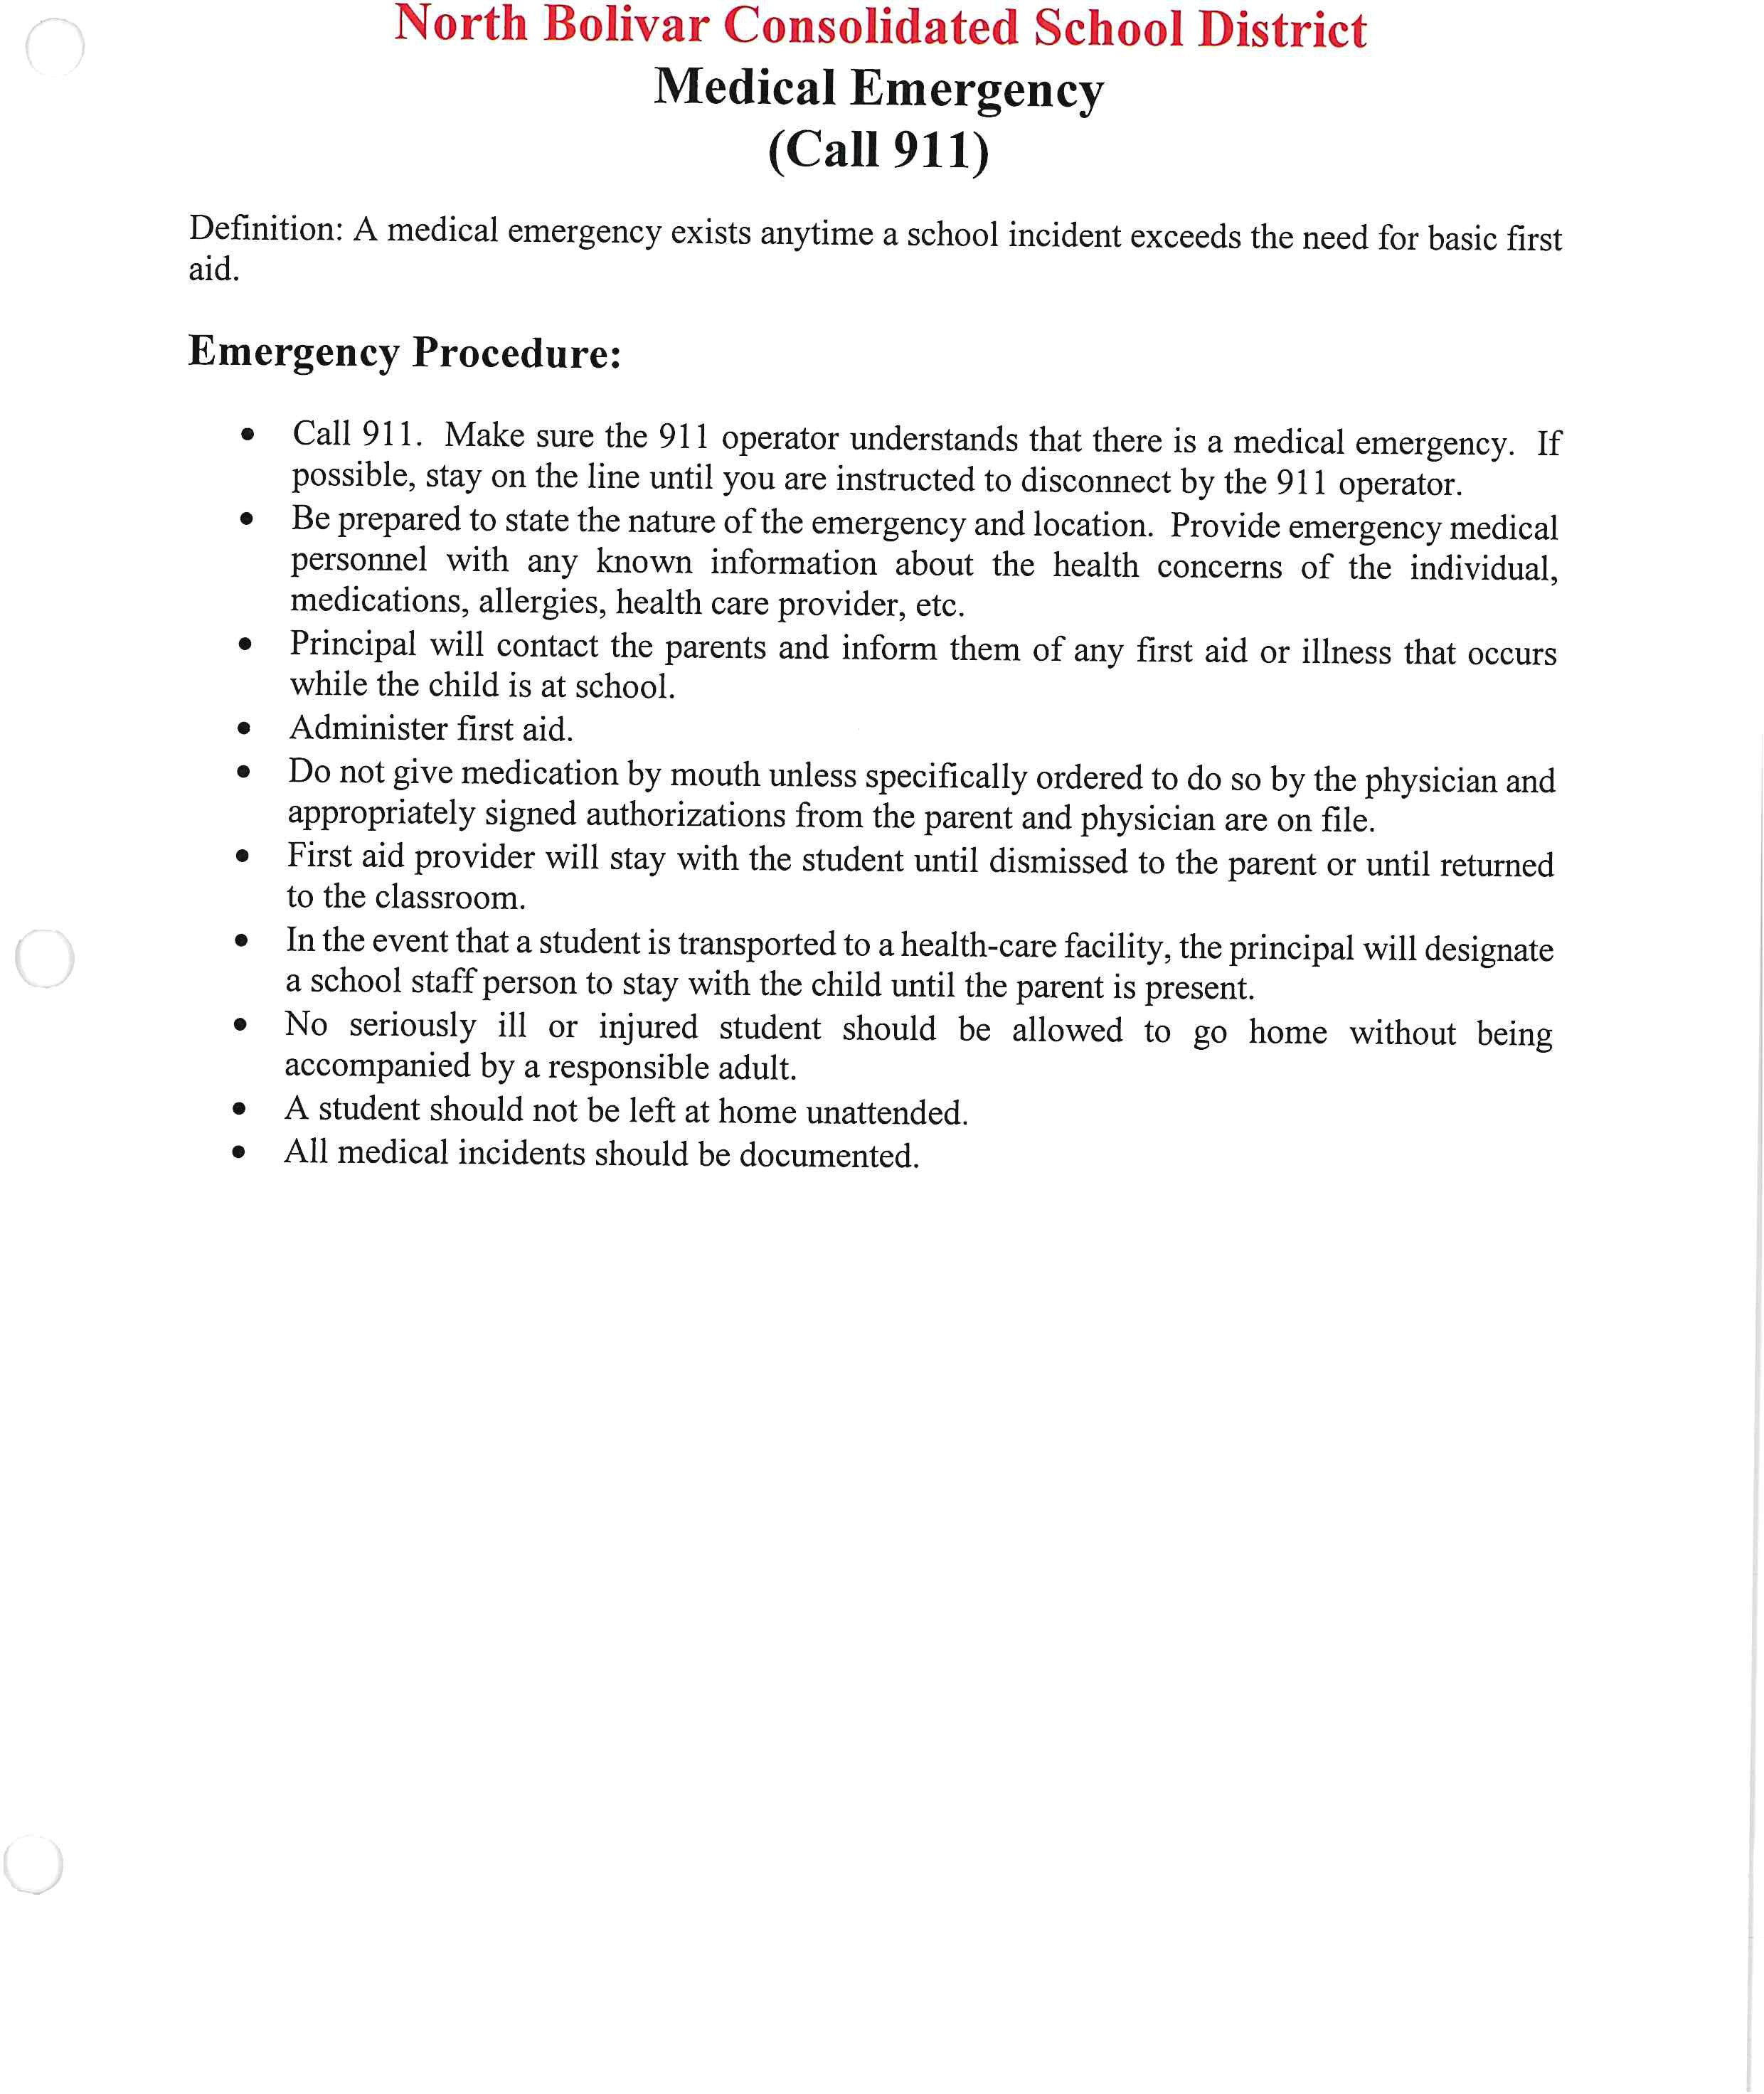 North Bolivar Consolidated School District
Medical Emergency
(Call 911)
Definition: A medical emergency exists anytime a school incident exceeds the need for basic first
aid.
Emergency Procedure:
• Call 911. Make sure the 911 operator understands that there is a medical emergency. If
possible, stay on the line until you are instructed to disconnect by the 911 operator.
• Be prepared to state the nature of the emergency and location. Provide emergency medical
personnel with any known information about the health concerns of the individual,
medications, allergies, health care provider, etc.
• Principal will contact the parents and inform them of any first aid or illness that occurs
while the child is at school.
• Administer first aid.
• Do not give medication by mouth unless specifically ordered to do so by the physician and
appropriately signed authorizations from the parent and physician are on file.
• First aid provider will stay with the student until dismissed to the parent or until returned
to the classroom.
• In the event that a student is transported to a health-care facility, the principal will designate
a school staff person to stay with the child until the parent is present.
• No seriously ill or injured student should be allowed to go home without being
accompanied by a responsible adult.
• A student should not be left at home unattended.
• All medical incidents should be documented.